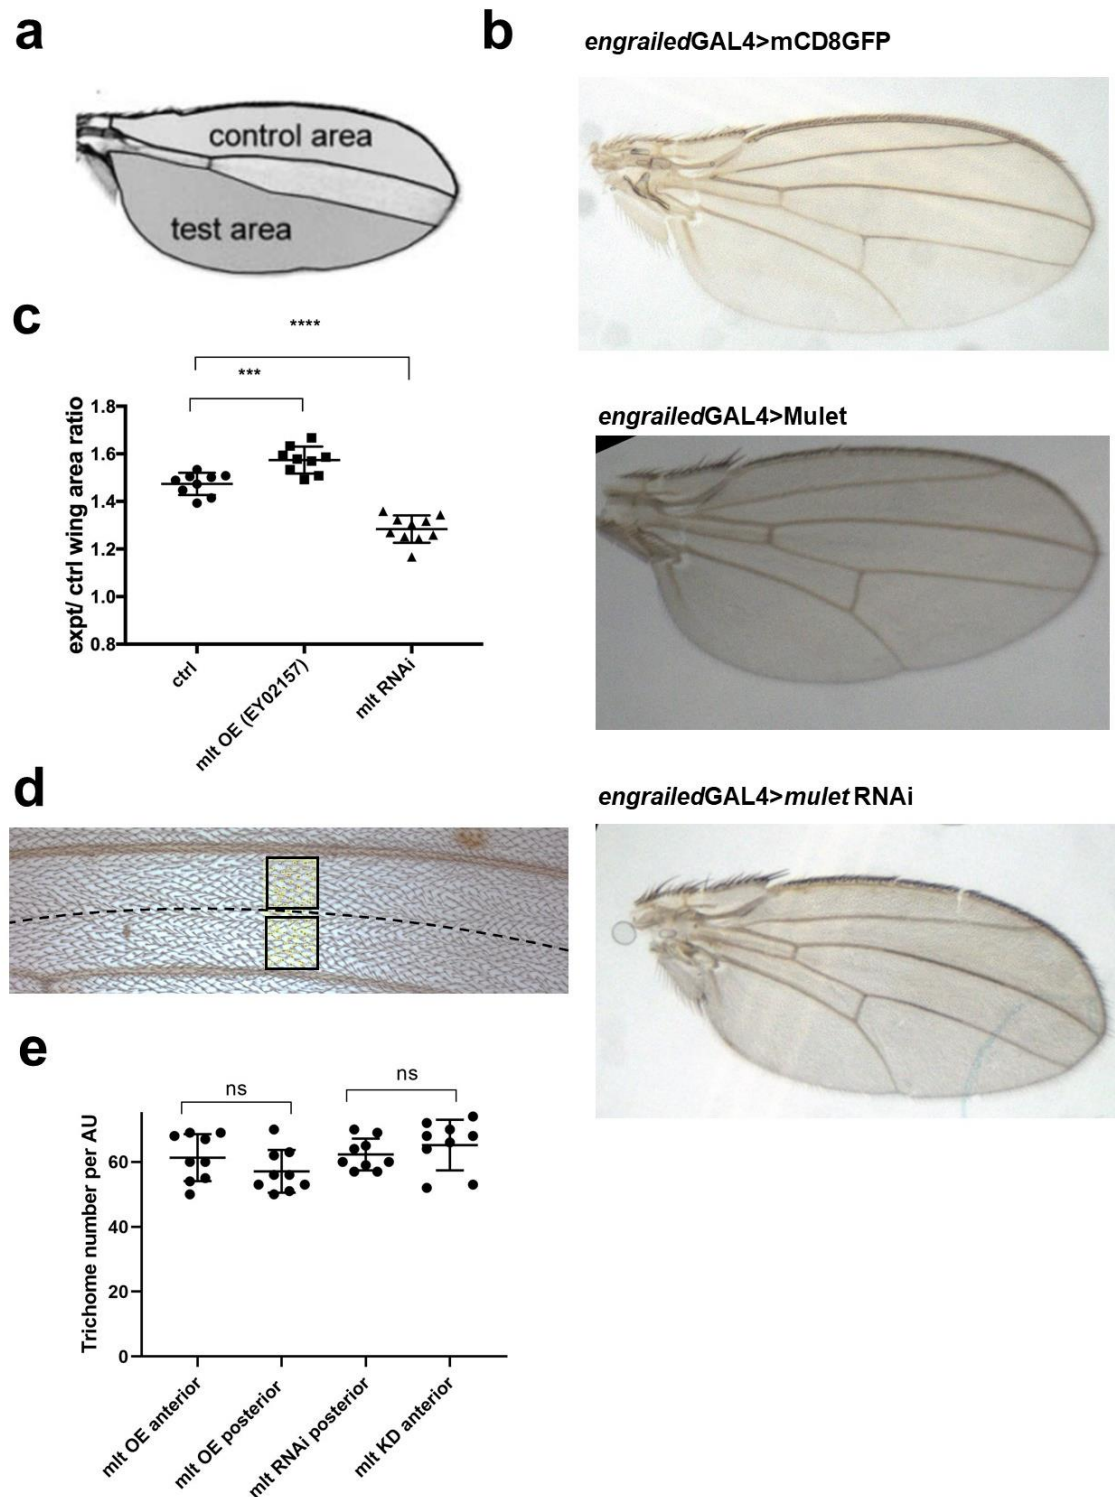 a
control area
test area
b
engrailedGAL4>mCD8GFP
engrailedGAL4>Mulet
engrailedGAL4>mulet RNAi
c
****
***
expt/ ctrl wing area ratio
1.8
1.6
1.4
1.2
1.0
0.8
ctrl
mlt OE (EY02157)
mlt RNAi
d
e
ns
ns
Trichome number per AU
60
40
20
0
mlt OE anterior
mlt OE posterior
mlt RNAi posterior
mlt KD anterior